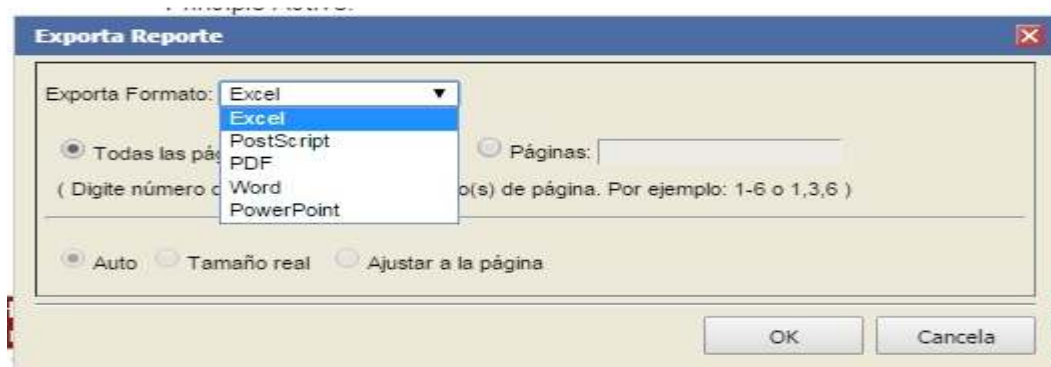 Exporta Reporte
Exporta Formato: Excel
Excel
PostScript
PDF
Word
PowerPoint
Todas las pá
Páginas:
( Digite número o(s) de página. Por ejemplo: 1-6 o 1,3,6 )
Auto Tamaño real Ajustar a la página
OK Cancela